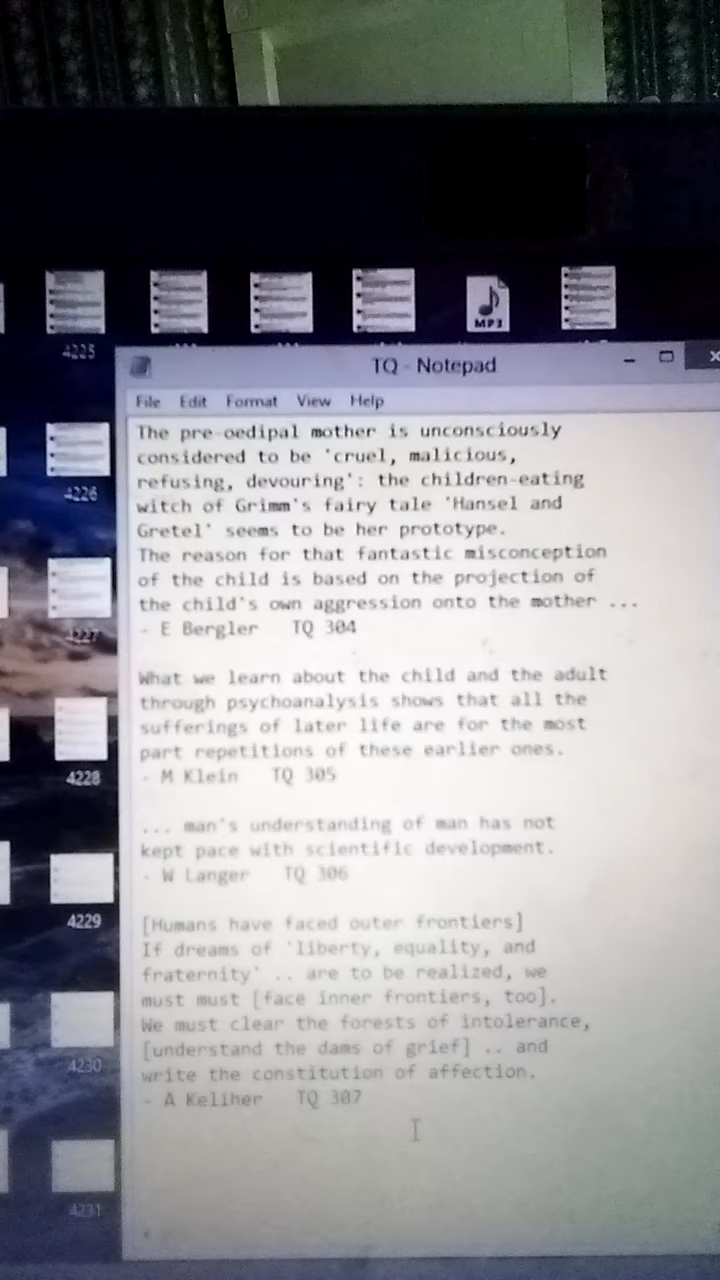 MP3
4225
TQ - Notepad
File Edit Format View Help
The pre-oedipal mother is unconsciously
considered to be 'cruel, malicious,
refusing, devouring': the children-eating
witch of Grimm's fairy tale 'Hansel and
Gretel' seems to be her prototype.
The reason for that fantastic misconception
of the child is based on the projection of
the child's own aggression onto the mother ...
- E Bergler TQ 304
What we learn about the child and the adult
through psychoanalysis shows that all the
sufferings of later life are for the most
part repetitions of these earlier ones.
- M Klein TQ 305
... man's understanding of man has not
kept pace with scientific development.
- W Langer TQ 306
[Humans have faced outer frontiers]
If dreams of 'liberty, equality, and
fraternity' .. are to be realized, we
must must [face inner frontiers, too].
We must clear the forests of intolerance,
[understand the dams of grief] .. and
write the constitution of affection.
- A Keliher TQ 307
4226
4227
4228
4229
4230
4231